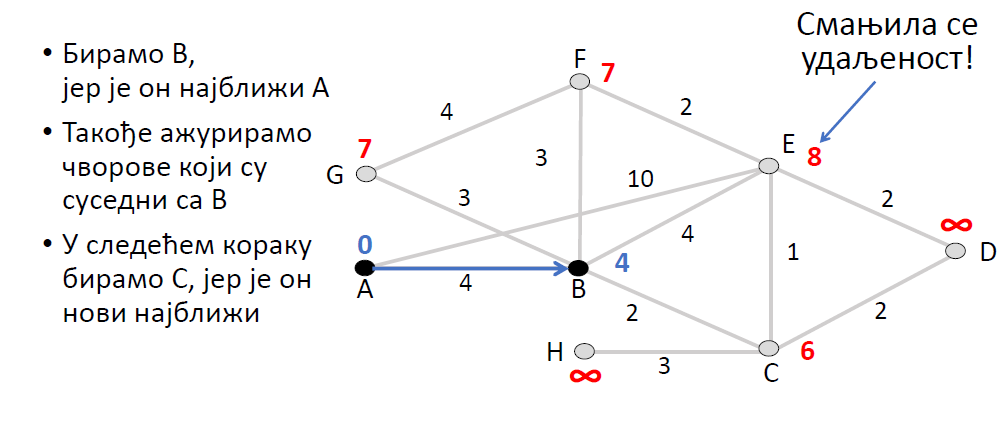 • Бирамо B,
јер је он најближи A
• Такође ажурирамо
чворове који су
суседни са B
• У следећем кораку
бирамо C, јер је он
нови најближи
Смањила се
удаљеност!
F 7
4
2
7
G
3
E 8
10
3
2
4
∞
D
0
4
1
A
4
B
2
2
H
∞
3
6
C